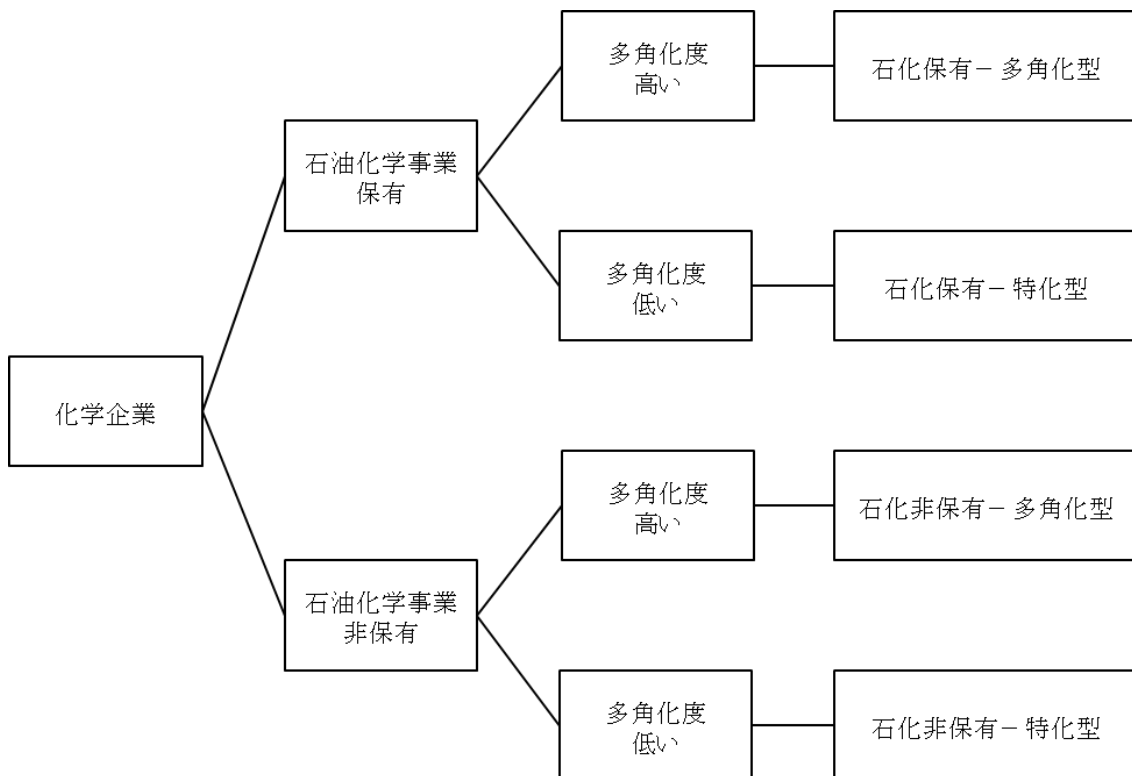 化学企業
石油化学事業
保有
多角化度
高い
石化保有－多角化型
多角化度
低い
石化保有－特化型
石油化学事業
非保有
多角化度
高い
石化非保有－多角化型
多角化度
低い
石化非保有－特化型